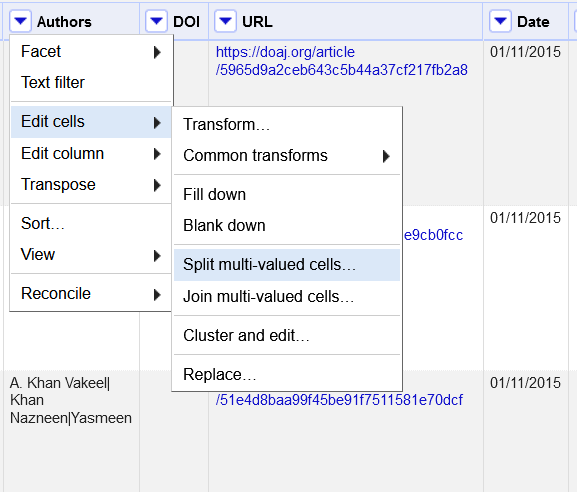 Authors DOI URL Date
Facet
Text filter
Edit cells
Edit column
Transpose
Sort…
View
Reconcile
Transform…
Common transforms
Fill down
Blank down
Split multi-valued cells…
Join multi-valued cells…
Cluster and edit…
Replace…
https://doaj.org/article
/5965d9a2ceb643c5b44a37cf217fb2a8
01/11/2015
e9cb0fcc
01/11/2015
A. Khan Vakeel|
Khan
Nazneen|Yasmeen
/51e4d8baa99f45be91f7511581e70dcf
01/11/2015